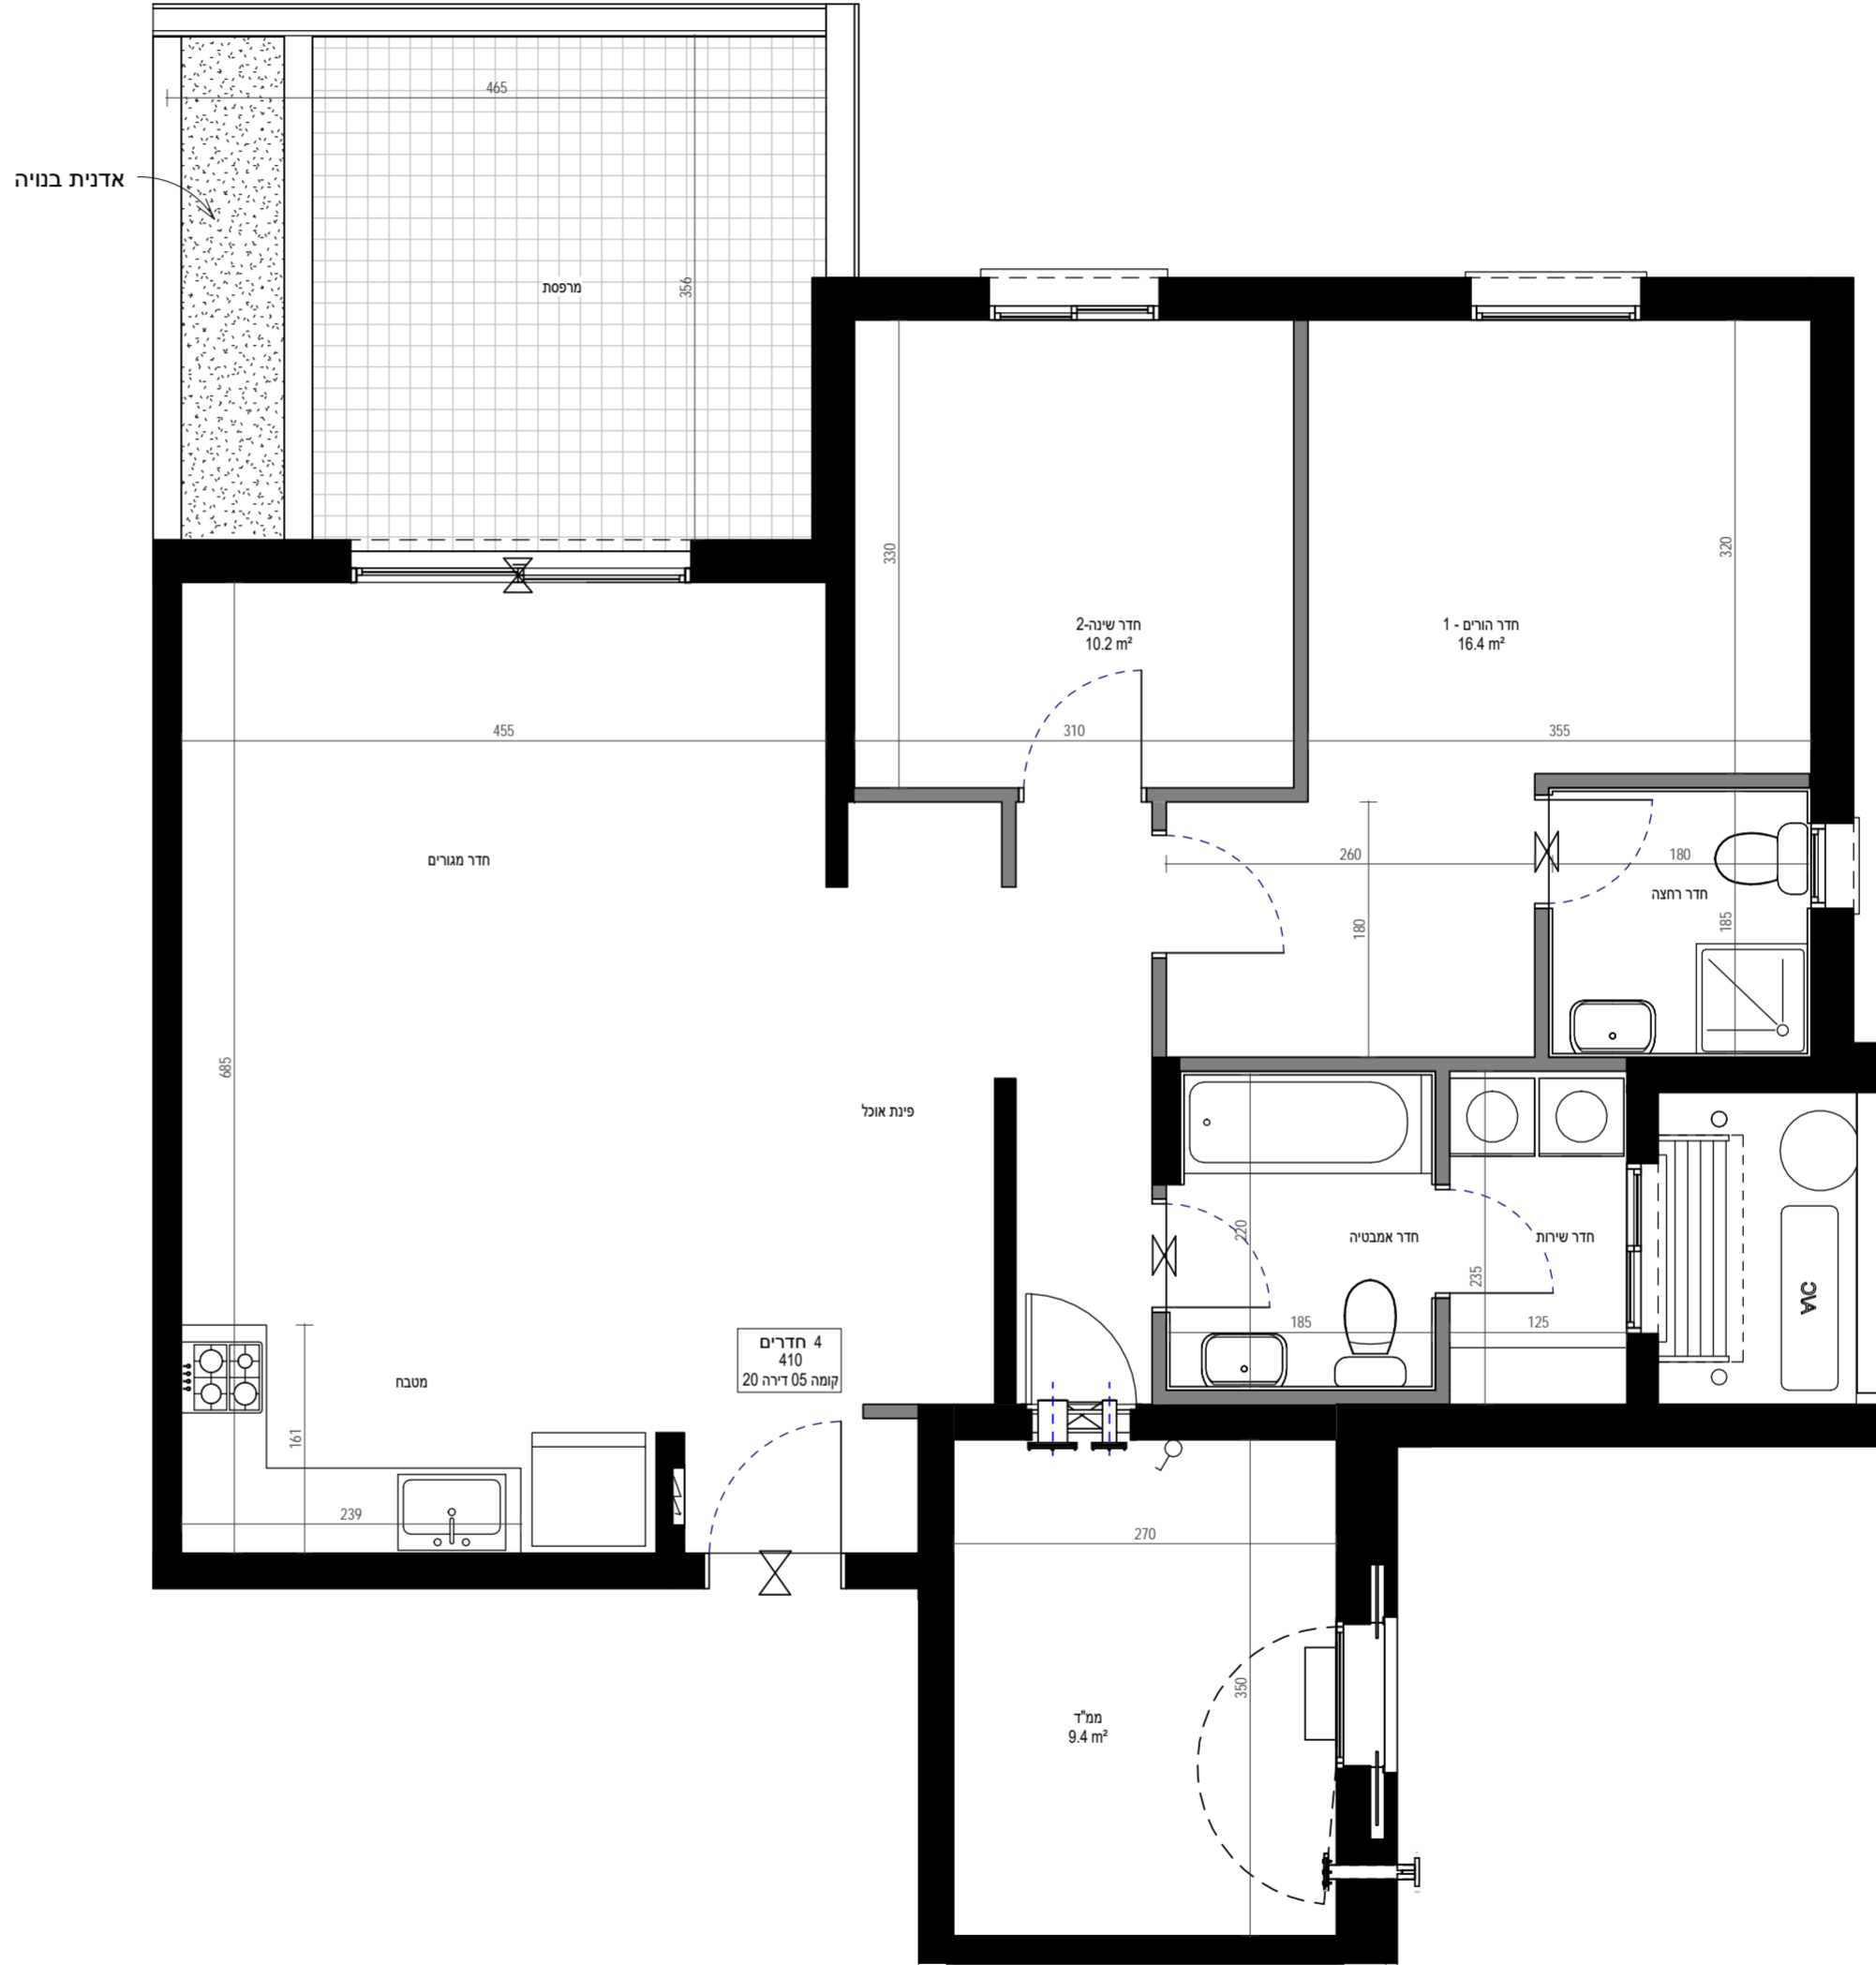 465
אדנית בנויה
מרפסת
356
330
320
חדר שינה-2
10.2 m²
חדר הורים - 1
16.4 m²
455
310
355
חדר מגורים
260
180
חדר רחצה
180
185
685
פינת אוכל
220
חדר אמבטיה
חדר שירות
235
A\C
185
125
4 חדרים
410
קומה 05 דירה 20
מטבח
161
239
270
350
ממ"ד
9.4 m²